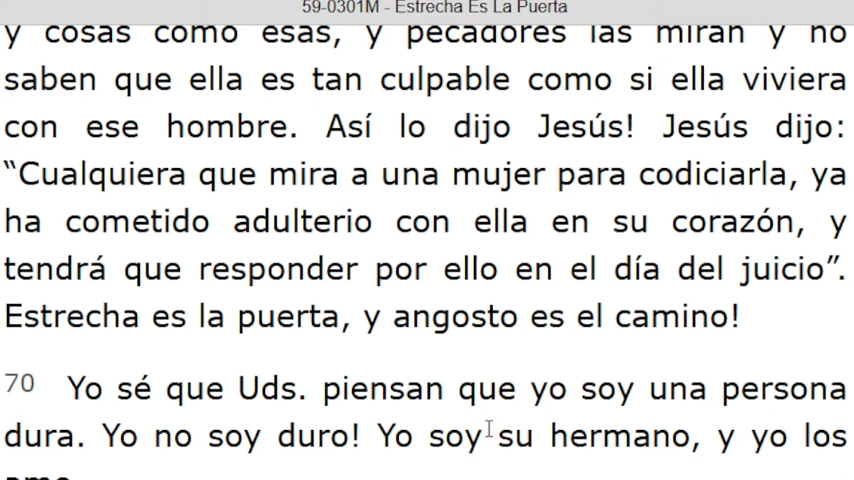 59-0301M - Estrecha Es La Puerta
y cosas como esas, y pecadores las miran y no
saben que ella es tan culpable como si ella viviera
con ese hombre. Así lo dijo Jesús! Jesús dijo:
“Cualquiera que mira a una mujer para codiciarla, ya
ha cometido adulterio con ella en su corazón, y
tendrá que responder por ello en el día del juicio”.
Estrecha es la puerta, y angosto es el camino!
70 Yo sé que Uds. piensan que yo soy una persona
dura. Yo no soy duro! Yo soy su hermano, y yo los
amo